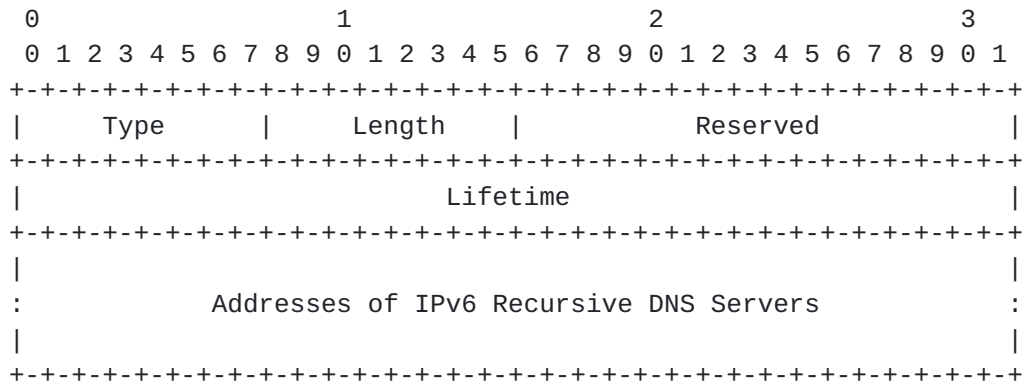 0                   1                   2                   3
 0 1 2 3 4 5 6 7 8 9 0 1 2 3 4 5 6 7 8 9 0 1 2 3 4 5 6 7 8 9 0 1
+-+-+-+-+-+-+-+-+-+-+-+-+-+-+-+-+-+-+-+-+-+-+-+-+-+-+-+-+-+-+-+-+
|     Type      |     Length    |           Reserved            |
+-+-+-+-+-+-+-+-+-+-+-+-+-+-+-+-+-+-+-+-+-+-+-+-+-+-+-+-+-+-+-+-+
|                           Lifetime                            |
+-+-+-+-+-+-+-+-+-+-+-+-+-+-+-+-+-+-+-+-+-+-+-+-+-+-+-+-+-+-+-+-+
|                                                               |
:            Addresses of IPv6 Recursive DNS Servers            :
|                                                               |
+-+-+-+-+-+-+-+-+-+-+-+-+-+-+-+-+-+-+-+-+-+-+-+-+-+-+-+-+-+-+-+-+